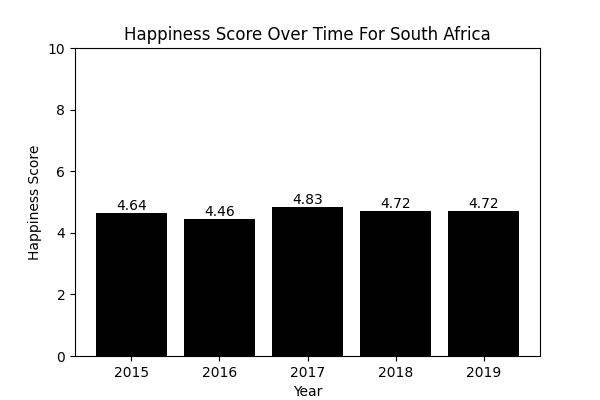 Happiness Score Over Time For South Africa
10
8
6
4
2
0
Happiness Score
4.64
4.46
4.83
4.72
4.72
2015 2016 2017 2018 2019
Year